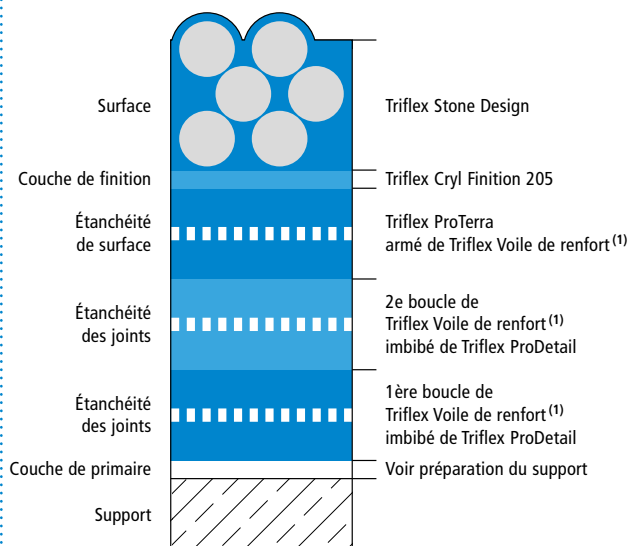 Surface
Triflex Stone Design
Couche de finition
Triflex Cryl Finition 205
Étanchéité
de surface
Triflex ProTerra
armé de Triflex Voile de renfort (1)
Étanchéité
des joints
2e boucle de
Triflex Voile de renfort (1)
imbibé de Triflex ProDetail
Étanchéité
des joints
1ère boucle de
Triflex Voile de renfort (1)
imbibé de Triflex ProDetail
Couche de primaire
Voir préparation du support
Support